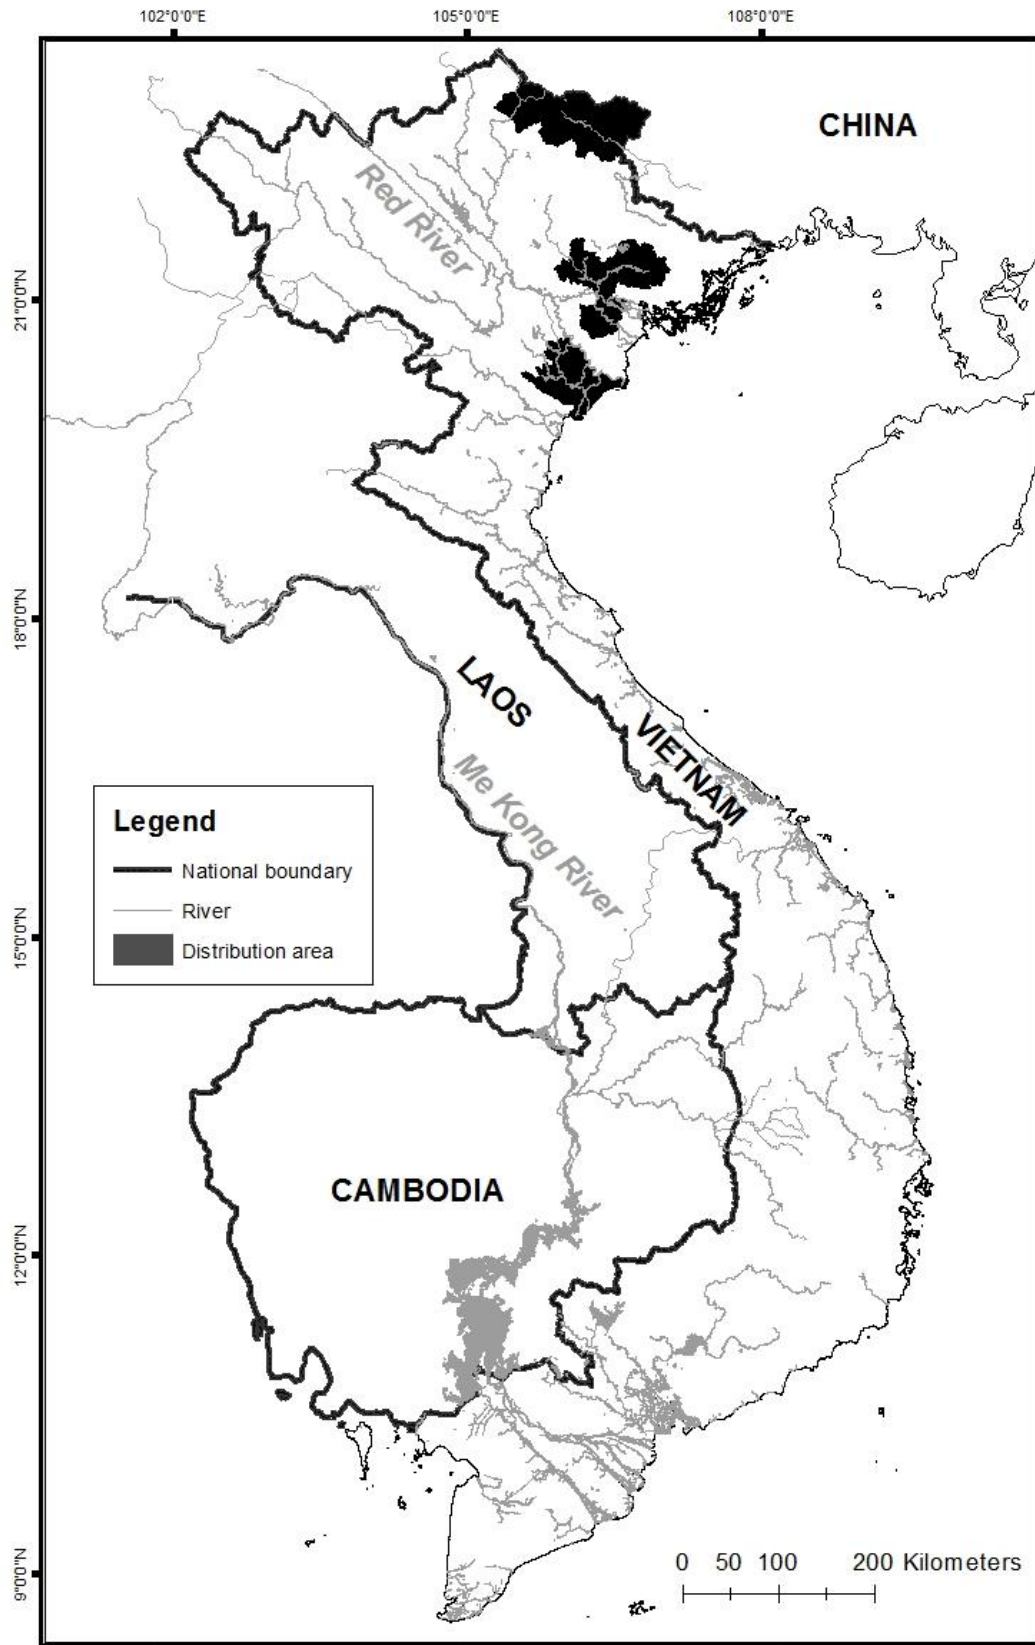 102°0'0"E
105°0'0"E
108°0'0"E
CHINA
Red River
21°0'0"N
18°0'0"N
LAOS
VIETNAM
Me Kong River
Legend
National boundary
River
Distribution area
15°0'0"N
CAMBODIA
12°0'0"N
9°0'0"N
0 50 100 200 Kilometers